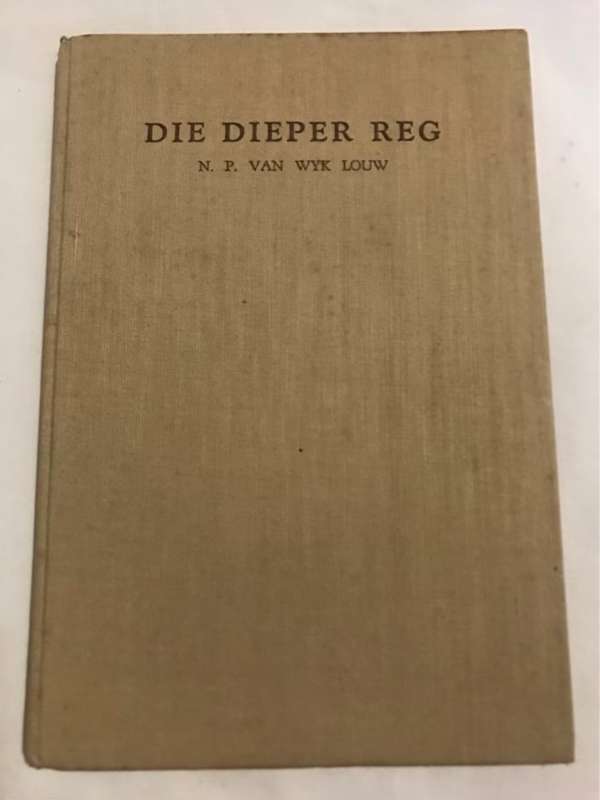 DIE DIEPER REG
N. P. VAN WYK LOUW